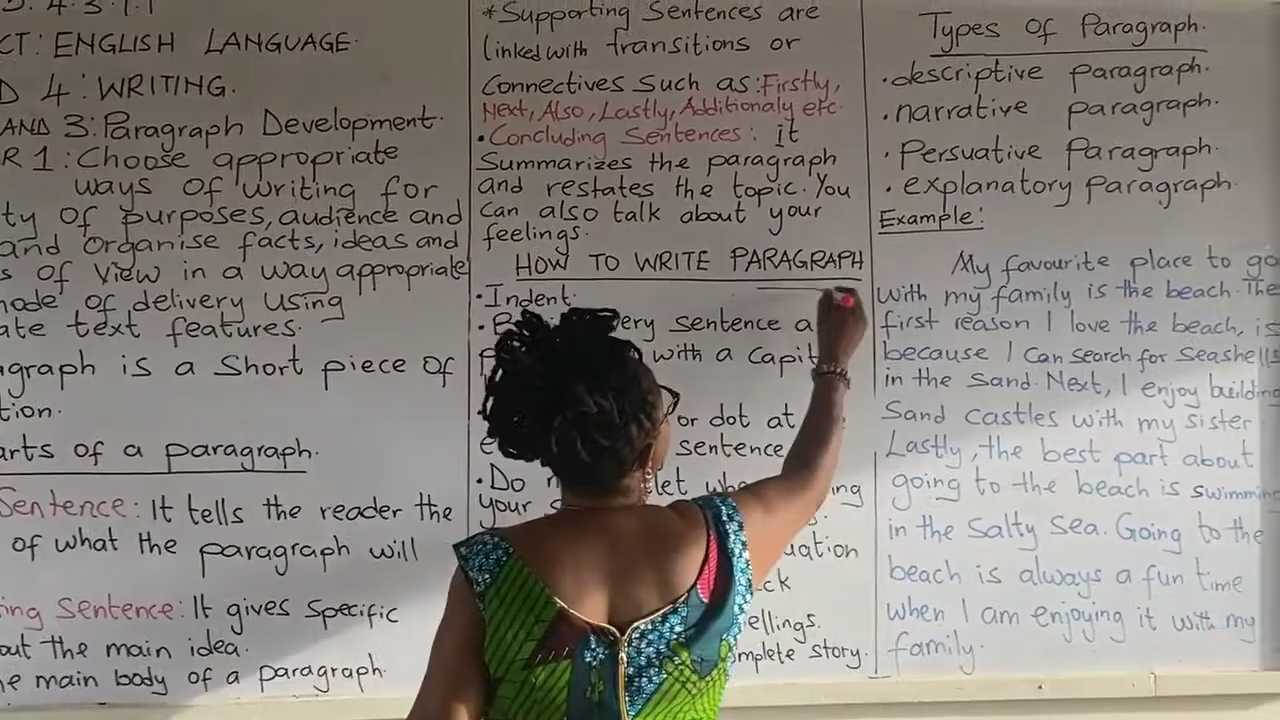 D. 4.3.1.1
CT: ENGLISH LANGUAGE.
D 4: WRITING.
AND 3: Paragraph Development.
R 1: Choose appropriate
ways of writing for
ty of purposes, audience and
and organise facts, ideas and
s of view in a way appropriate
mode of delivery using
ate text features.
agraph is a Short piece of
tion.
arts of a paragraph.
Sentence: It tells the reader the
of what the paragraph will
ing Sentence: It gives Specific
out the main idea.
he main body of a paragraph.
*Supporting Sentences are
linked with transitions or
Connectives Such as: Firstly,
Next, Also, Lastly, Additionaly etc.
• Concluding Sentences: it
Summarizes the paragraph
and restates the topic. You
can also talk about your
feelings.
HOW TO WRITE PARAGRAPH
• Indent.
ery sentence a
with a Capit
or dot at
sentence
• Do let ing
your
uation
ck
ellings.
mplete story.
Types of Paragraph.
• descriptive paragraph.
• narrative paragraph.
• Persuative Paragraph.
• explanatory Paragraph.
Example:
My favourite place to go
with my family is the beach. The
first reason I love the beach, is
because I can search for Seashells
in the Sand. Next, I enjoy building
Sand castles with my sister.
Lastly, the best part about
going to the beach is swimming
in the Salty Sea. Going to the
beach is always a fun time
when I am enjoying it with my
family.